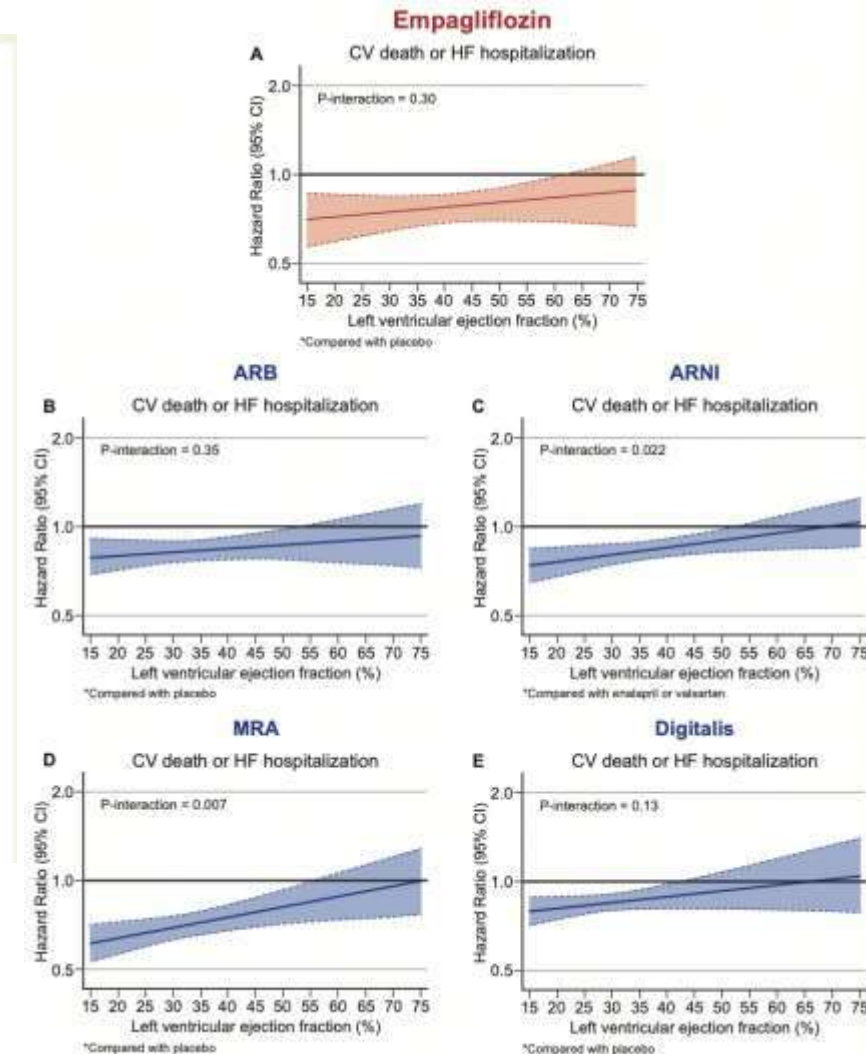 Empagliflozin
A CV death or HF hospitalization
Hazard Ratio (95% CI)
2.0
P-interaction = 0.30
1.0
0.5
15 20 25 30 35 40 45 50 55 60 65 70 75
Left ventricular ejection fraction (%)
*Compared with placebo
ARB
B CV death or HF hospitalization
Hazard Ratio (95% CI)
2.0
P-interaction = 0.35
1.0
0.5
15 20 25 30 35 40 45 50 55 60 65 70 75
Left ventricular ejection fraction (%)
*Compared with placebo
ARNI
C CV death or HF hospitalization
Hazard Ratio (95% CI)
2.0
P-interaction = 0.022
1.0
0.5
15 20 25 30 35 40 45 50 55 60 65 70 75
Left ventricular ejection fraction (%)
*Compared with enalapril or valsartan
MRA
D CV death or HF hospitalization
Hazard Ratio (95% CI)
2.0
P-interaction = 0.007
1.0
0.5
15 20 25 30 35 40 45 50 55 60 65 70 75
Left ventricular ejection fraction (%)
*Compared with placebo
Digitalis
E CV death or HF hospitalization
Hazard Ratio (95% CI)
2.0
P-interaction = 0.13
1.0
0.5
15 20 25 30 35 40 45 50 55 60 65 70 75
Left ventricular ejection fraction (%)
*Compared with placebo